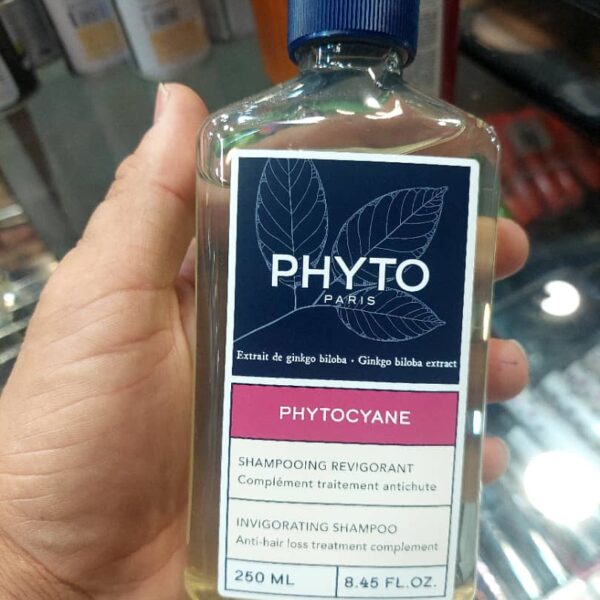 PHYTO
PARIS
Extrait de ginkgo biloba • Ginkgo biloba extract
PHYTOCYANE
SHAMPOOING REVIGORANT
Complément traitement antichute
INVIGORATING SHAMPOO
Anti-hair loss treatment complement
250 ML
8.45 FL.OZ.